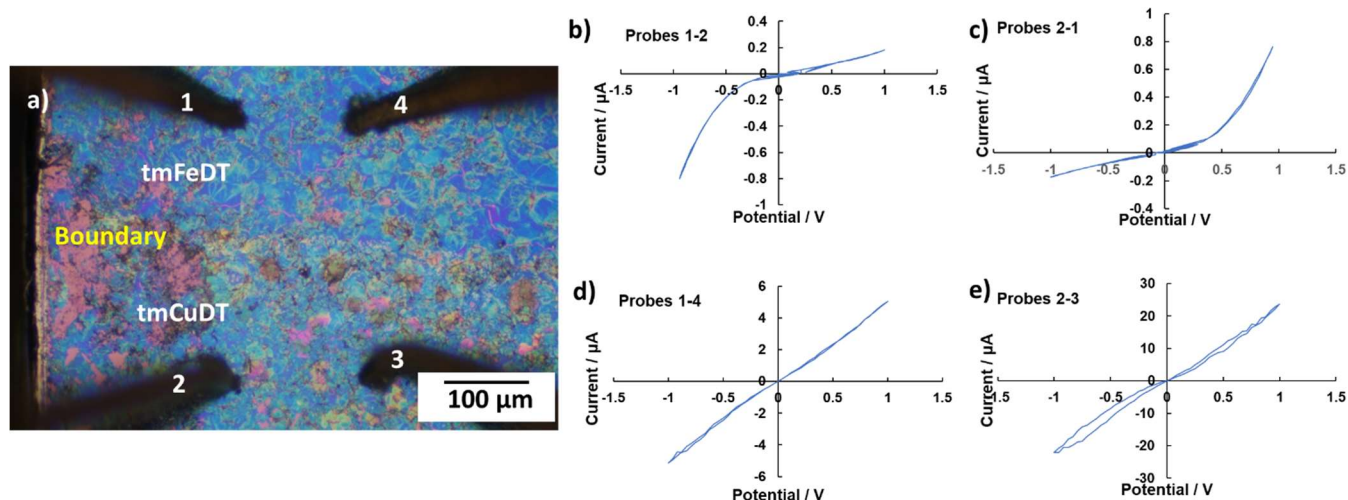 a)
1
4
tmFeDT
Boundary
tmCuDT
2
3
100 µm
b)
Probes 1-2
0.4
0.2
0
-0.2
-0.4
-0.6
-0.8
-1
-1.5 -1 -0.5 0 0.5 1 1.5
Current / µA
Potential / V
c)
Probes 2-1
1
0.8
0.6
0.4
0.2
0
-0.2
-0.4
-1.5 -1 -0.5 0 0.5 1 1.5
Current / µA
Potential / V
d)
Probes 1-4
6
4
2
0
-2
-4
-6
-1.5 -1 -0.5 0 0.5 1 1.5
Current / µA
Potential / V
e)
Probes 2-3
30
20
10
0
-10
-20
-30
-1.5 -1 -0.5 0 0.5 1 1.5
Current / µA
Potential / V